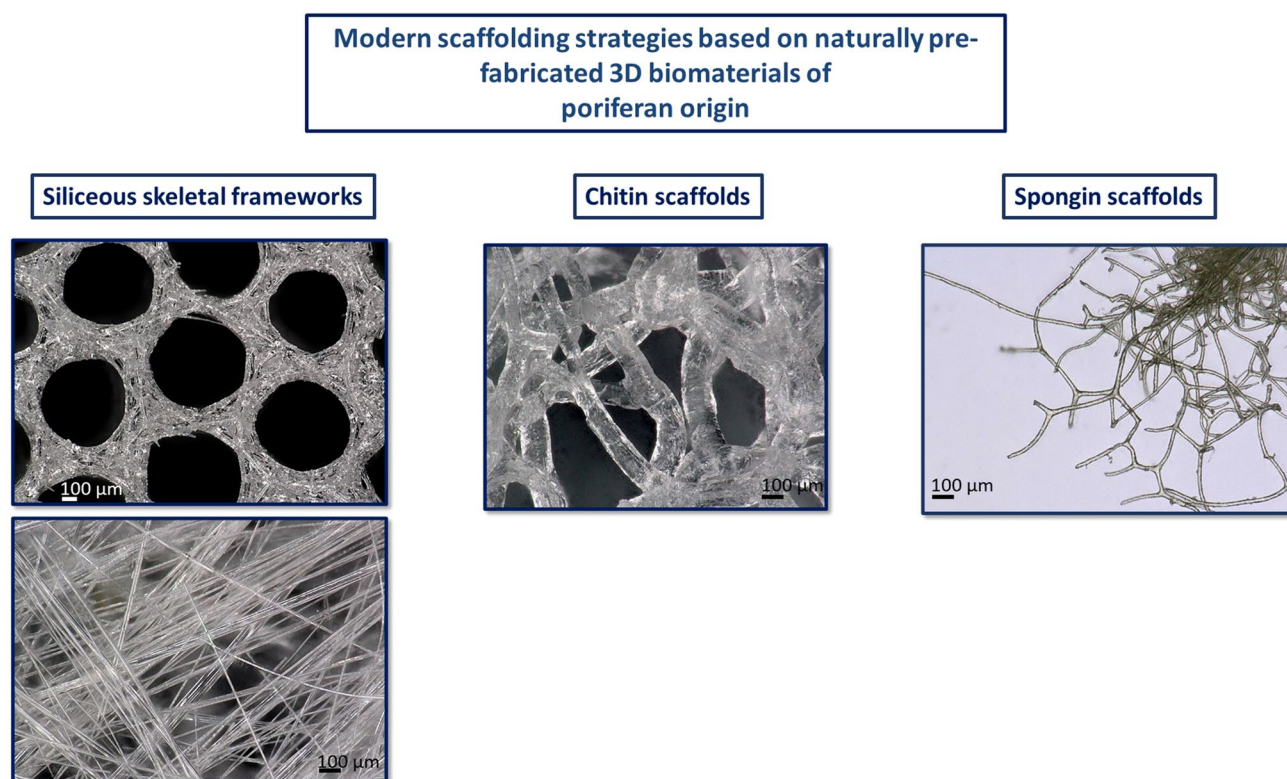 Modern scaffolding strategies based on naturally pre-
fabricated 3D biomaterials of
poriferan origin
Siliceous skeletal frameworks
Chitin scaffolds
Spongin scaffolds
100 µm
100 µm
100 µm
100 µm